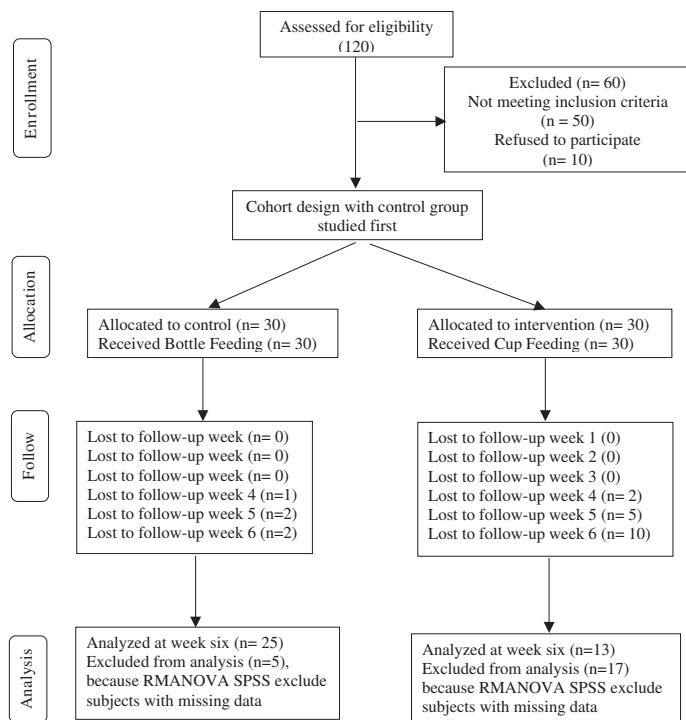 Assessed for eligibility
(120)
Enrollment
Excluded (n= 60)
Not meeting inclusion criteria
(n = 50)
Refused to participate
(n= 10)
Cohort design with control group
studied first
Allocation
Allocated to control (n= 30)
Received Bottle Feeding (n= 30)
Allocated to intervention (n= 30)
Received Cup Feeding (n= 30)
Follow
Lost to follow-up week (n= 0)
Lost to follow-up week (n= 0)
Lost to follow-up week (n= 0)
Lost to follow-up week 4 (n=1)
Lost to follow-up week 5 (n=2)
Lost to follow-up week 6 (n=2)
Lost to follow-up week 1 (0)
Lost to follow-up week 2 (0)
Lost to follow-up week 3 (0)
Lost to follow-up week 4 (n= 2)
Lost to follow-up week 5 (n= 5)
Lost to follow-up week 6 (n= 10)
Analysis
Analyzed at week six (n= 25)
Excluded from analysis (n=5),
because RMANOVA SPSS exclude
subjects with missing data
Analyzed at week six (n=13)
Excluded from analysis (n=17)
because RMANOVA SPSS exclude
subjects with missing data